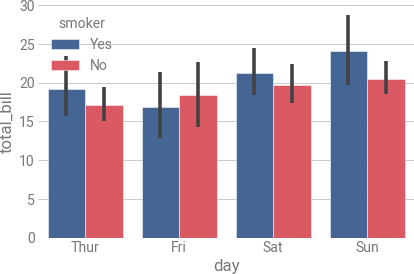 30
25
20
15
10
5
0
total_bill
smoker
Yes
No
Thur
Fri
Sat
Sun
day